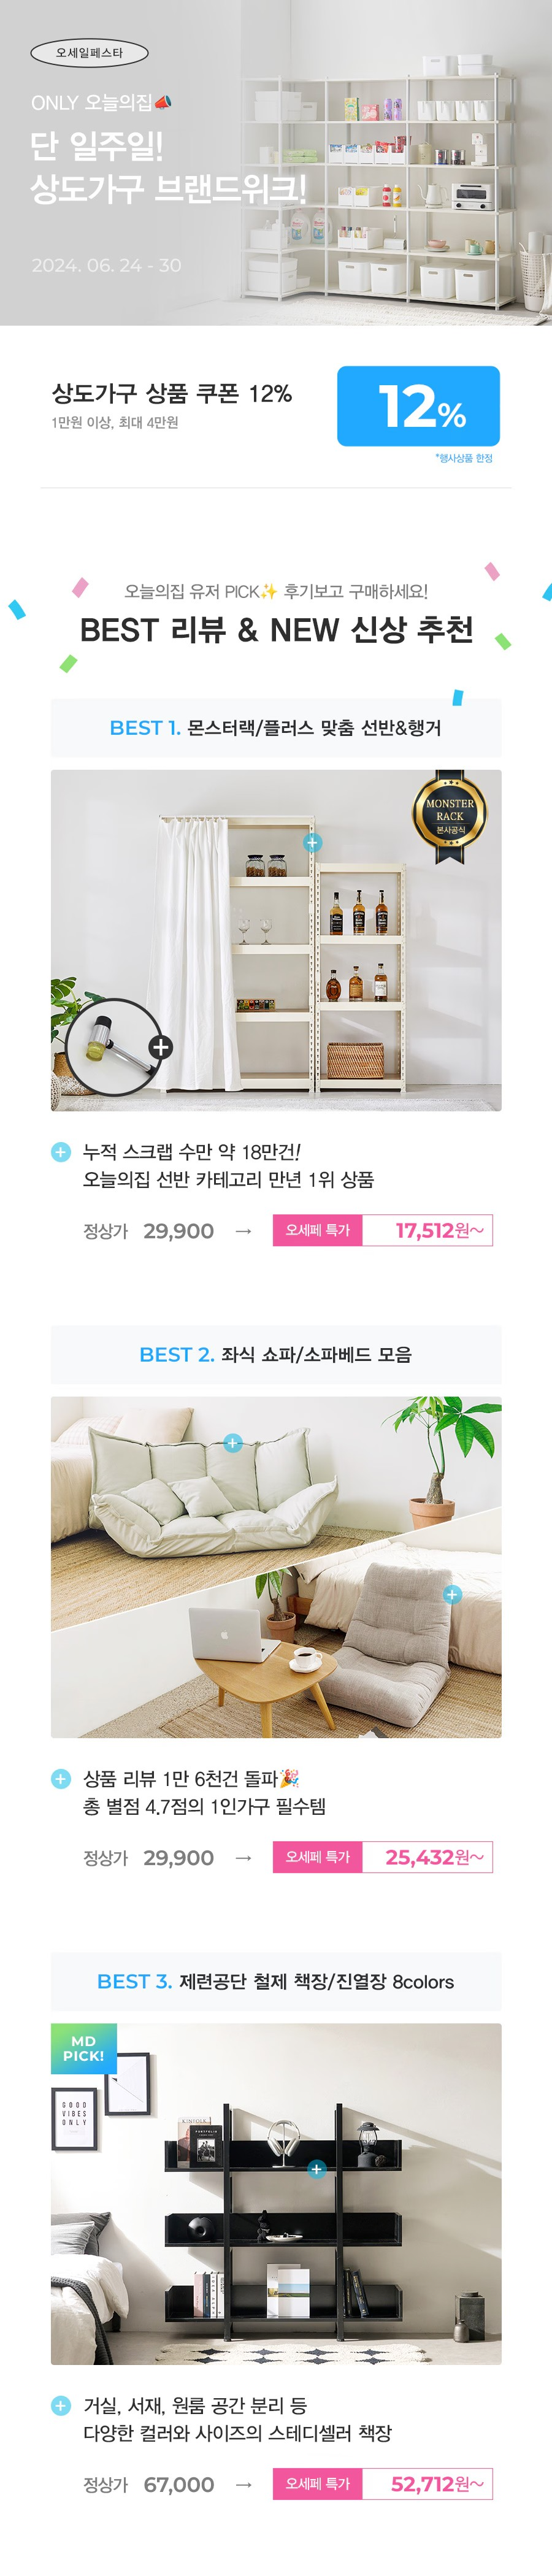 오세일페스타
ONLY 오늘의집📣
단 일주일!
상도가구 브랜드위크!
2024. 06. 24 - 30
상도가구 상품 쿠폰 12%
1만원 이상, 최대 4만원
12%
*행사상품 한정
오늘의집 유저 PICK✨ 후기보고 구매하세요!
BEST 리뷰 & NEW 신상 추천
BEST 1. 몬스터랙/플러스 맞춤 선반&행거
MONSTER
RACK
본사공식
누적 스크랩 수만 약 18만건!
오늘의집 선반 카테고리 만년 1위 상품
정상가 29,900 → 오세페 특가 17,512원~
BEST 2. 좌식 쇼파/소파베드 모음
상품 리뷰 1만 6천건 돌파🎉
총 별점 4.7점의 1인가구 필수템
정상가 29,900 → 오세페 특가 25,432원~
BEST 3. 제련공단 철제 책장/진열장 8colors
MD
PICK!
GOOD
VIBES
ONLY
KINFOLK
PORTFOLIO
거실, 서재, 원룸 공간 분리 등
다양한 컬러와 사이즈의 스테디셀러 책장
정상가 67,000 → 오세페 특가 52,712원~